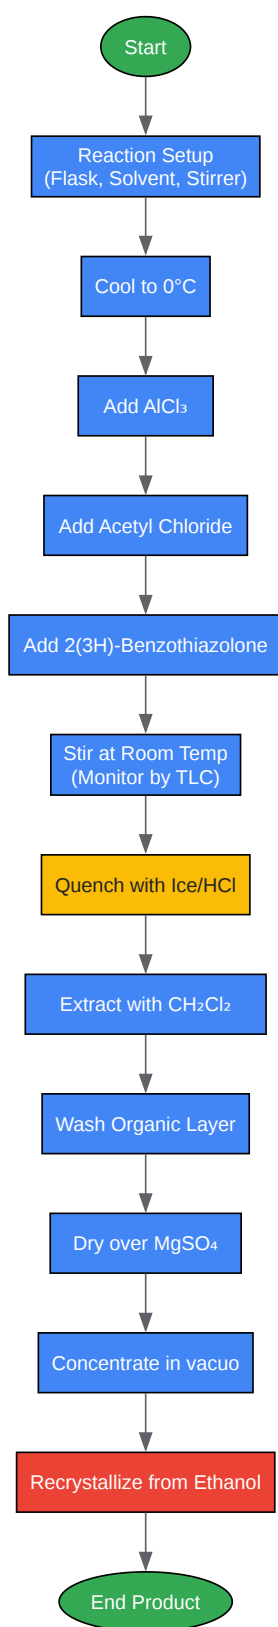 Start
Reaction Setup
(Flask, Solvent, Stirrer)
Cool to 0°C
Add AlCl₃
Add Acetyl Chloride
Add 2(3H)-Benzothiazolone
Stir at Room Temp
(Monitor by TLC)
Quench with Ice/HCl
Extract with CH₂Cl₂
Wash Organic Layer
Dry over MgSO₄
Concentrate in vacuo
Recrystallize from Ethanol
End Product